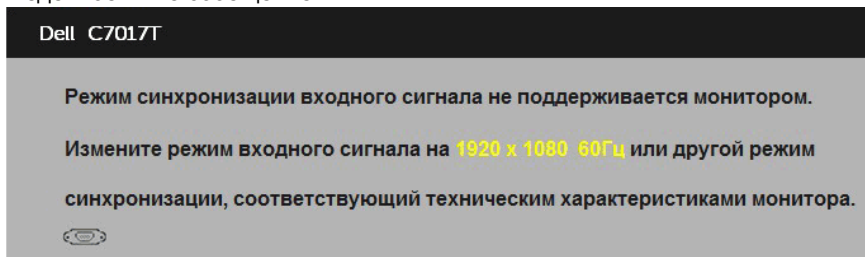 Dell C7017T
Режим синхронизации входного сигнала не поддерживается монитором.
Измените режим входного сигнала на 1920 x 1080 60Гц или другой режим
синхронизации, соответствующий техническим характеристиками монитора.